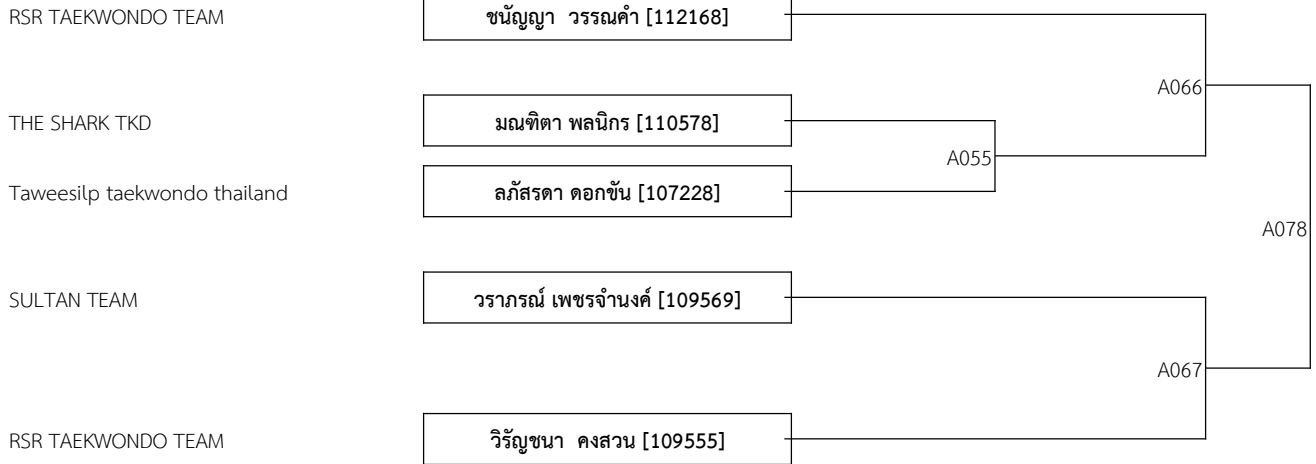 RSR TAEKWONDO TEAM ชนัญญา  วรรณคำ [112168]
A066
THE SHARK TKD มณฑิตา พลนิกร [110578]
A055
Taweesilp taekwondo thailand ลภัสรดา ดอกขัน [107228]
A078
SULTAN TEAM วราภรณ์ เพชรจำนงค์ [109569]
A067
RSR TAEKWONDO TEAM วิรัญชนา  คงสวน [109555]